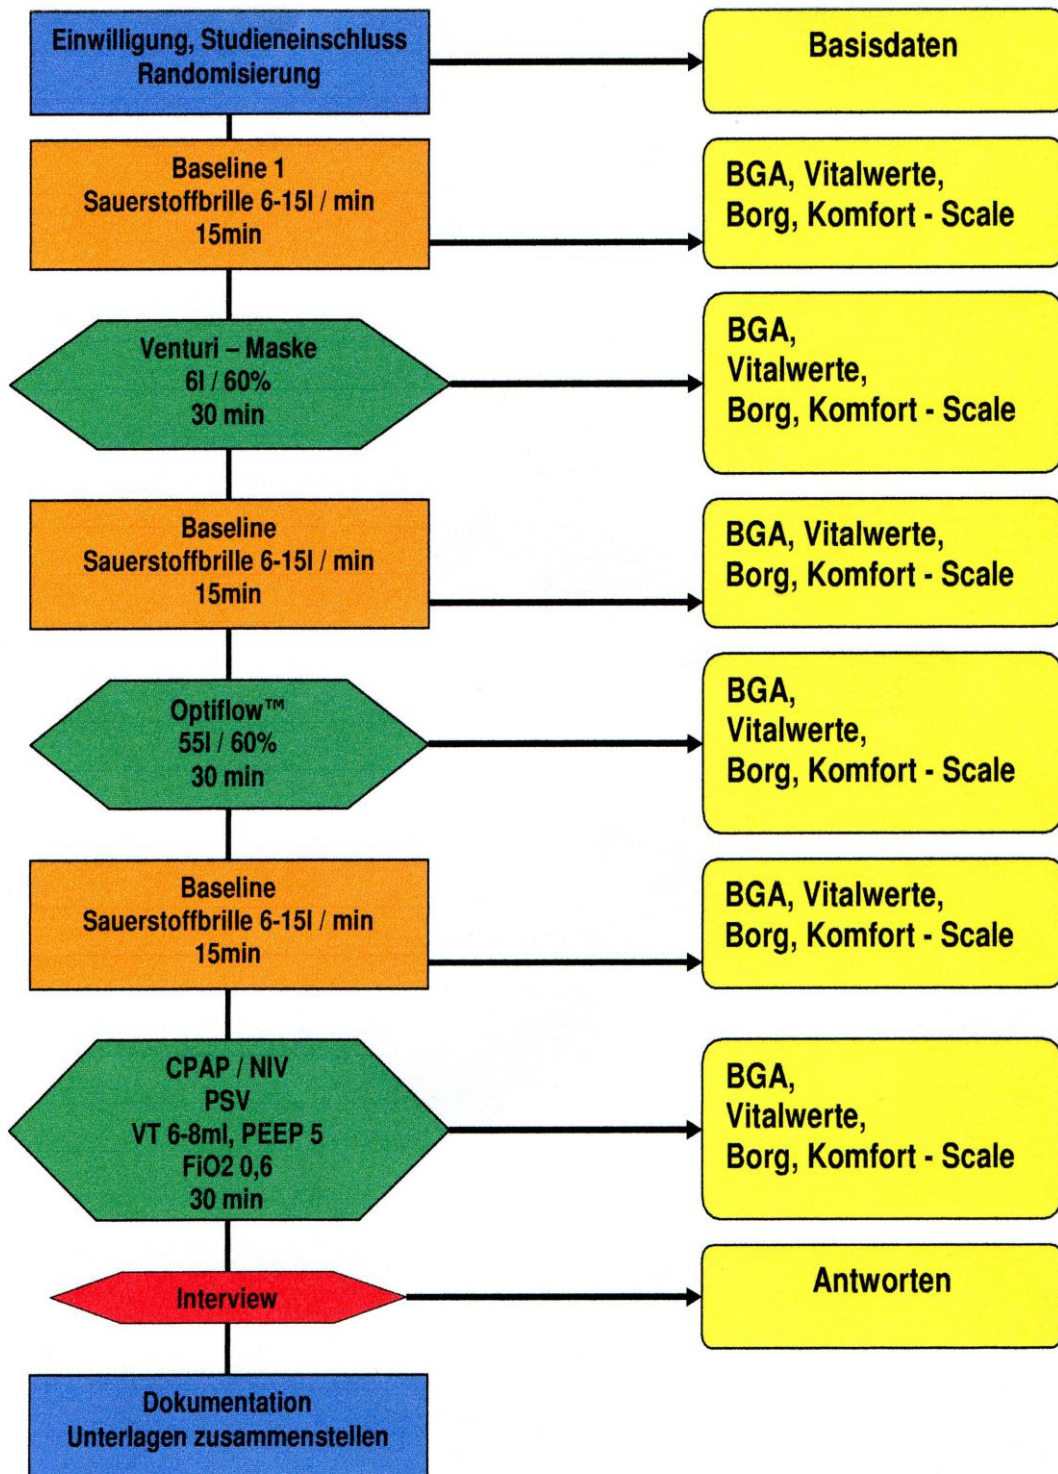 Einwilligung, Studieneinschluss
Randomisierung
Basisdaten
Baseline 1
Sauerstoffbrille 6-15l / min
15min
BGA, Vitalwerte,
Borg, Komfort - Scale
Venturi – Maske
6l / 60%
30 min
BGA,
Vitalwerte,
Borg, Komfort - Scale
Baseline
Sauerstoffbrille 6-15l / min
15min
BGA, Vitalwerte,
Borg, Komfort - Scale
Optiflow™
55l / 60%
30 min
BGA,
Vitalwerte,
Borg, Komfort - Scale
Baseline
Sauerstoffbrille 6-15l / min
15min
BGA, Vitalwerte,
Borg, Komfort - Scale
CPAP / NIV
PSV
VT 6-8ml, PEEP 5
FiO2 0,6
30 min
BGA,
Vitalwerte,
Borg, Komfort - Scale
Interview
Antworten
Dokumentation
Unterlagen zusammenstellen